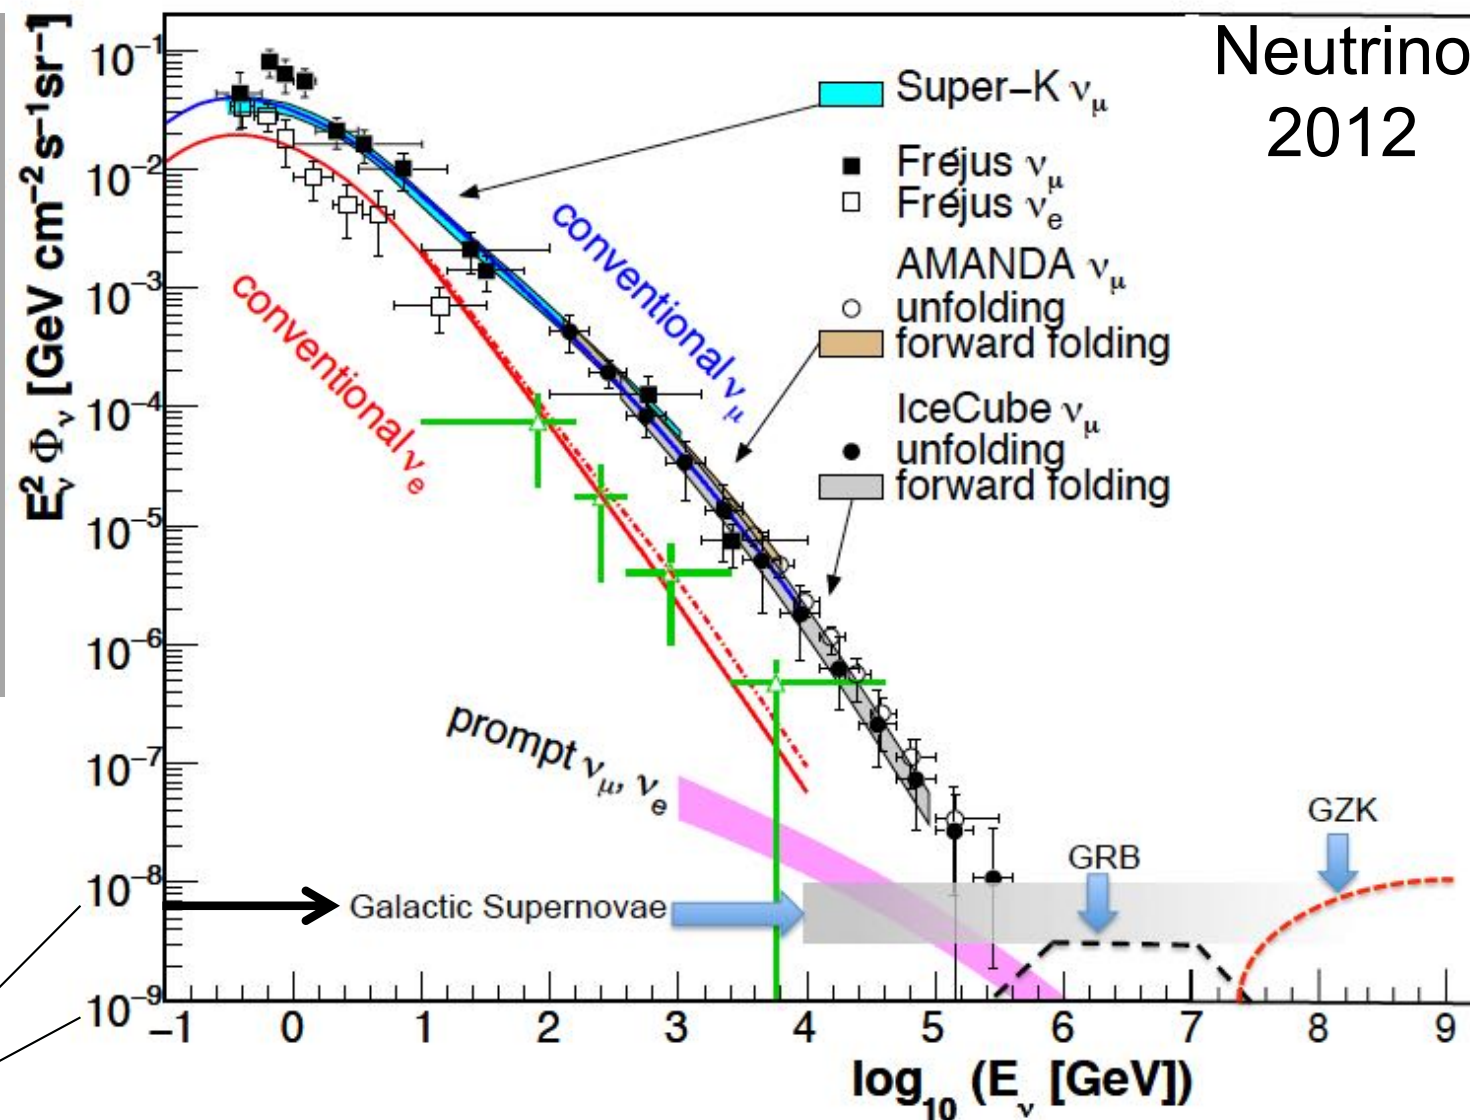 Neutrino
2012
E²ν Φν [GeV cm⁻² s⁻¹ sr⁻¹]
10⁻¹
10⁻²
10⁻³
10⁻⁴
10⁻⁵
10⁻⁶
10⁻⁷
10⁻⁸
10⁻⁹
Super–K νμ
Fréjus νμ
Fréjus νe
AMANDA νμ
unfolding
forward folding
IceCube νμ
unfolding
forward folding
conventional νμ
conventional νe
prompt νμ, νe
Galactic Supernovae
GRB
GZK
−1 0 1 2 3 4 5 6 7 8 9
log₁₀ (Eν [GeV])